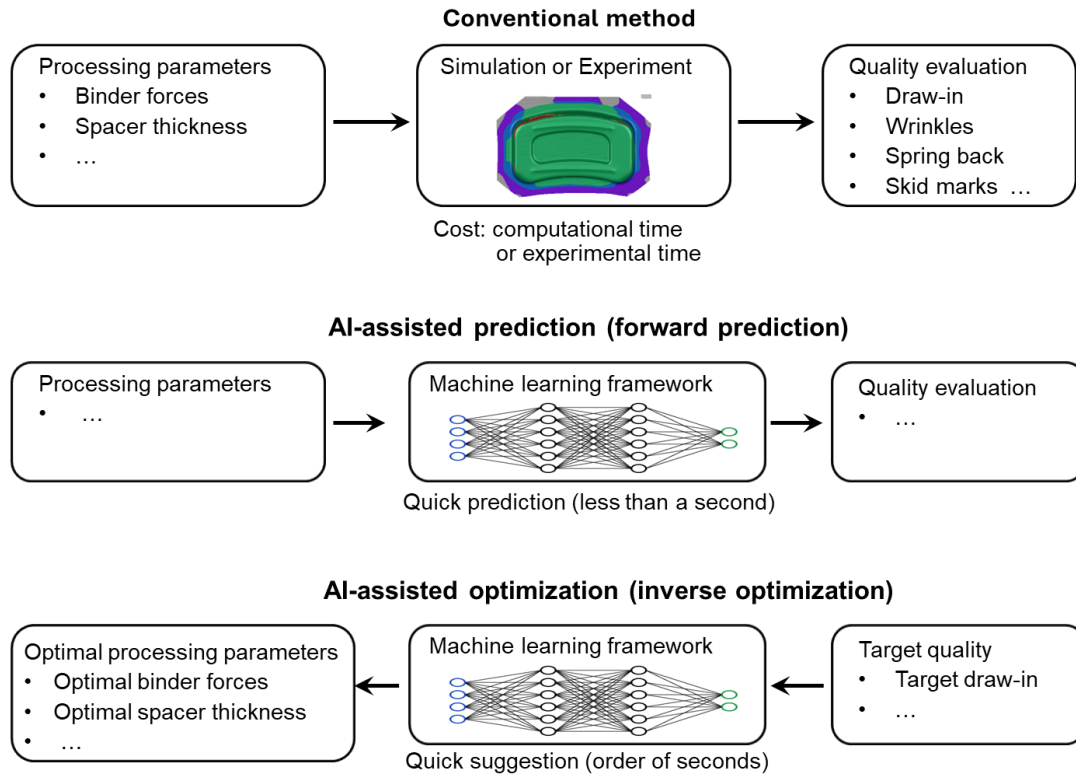 Conventional method
Processing parameters
• Binder forces
• Spacer thickness
• …
Simulation or Experiment
Cost: computational time
or experimental time
Quality evaluation
• Draw-in
• Wrinkles
• Spring back
• Skid marks …
AI-assisted prediction (forward prediction)
Processing parameters
• …
Machine learning framework
Quick prediction (less than a second)
Quality evaluation
• …
AI-assisted optimization (inverse optimization)
Optimal processing parameters
• Optimal binder forces
• Optimal spacer thickness
• …
Machine learning framework
Quick suggestion (order of seconds)
Target quality
• Target draw-in
• …